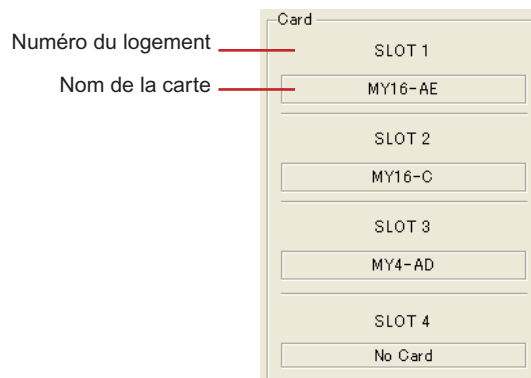 Card
Numéro du logement
SLOT 1
Nom de la carte
MY16-AE
SLOT 2
MY16-C
SLOT 3
MY4-AD
SLOT 4
No Card